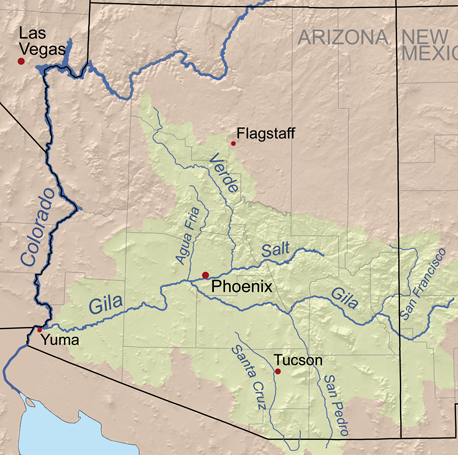 Las
Vegas
ARIZONA
NEW
MEXIC
Flagstaff
Verde
Colorado
Agua Fria
Salt
San Francisco
Phoenix
Gila
Gila
Yuma
Santa Cruz
Tucson
San Pedro